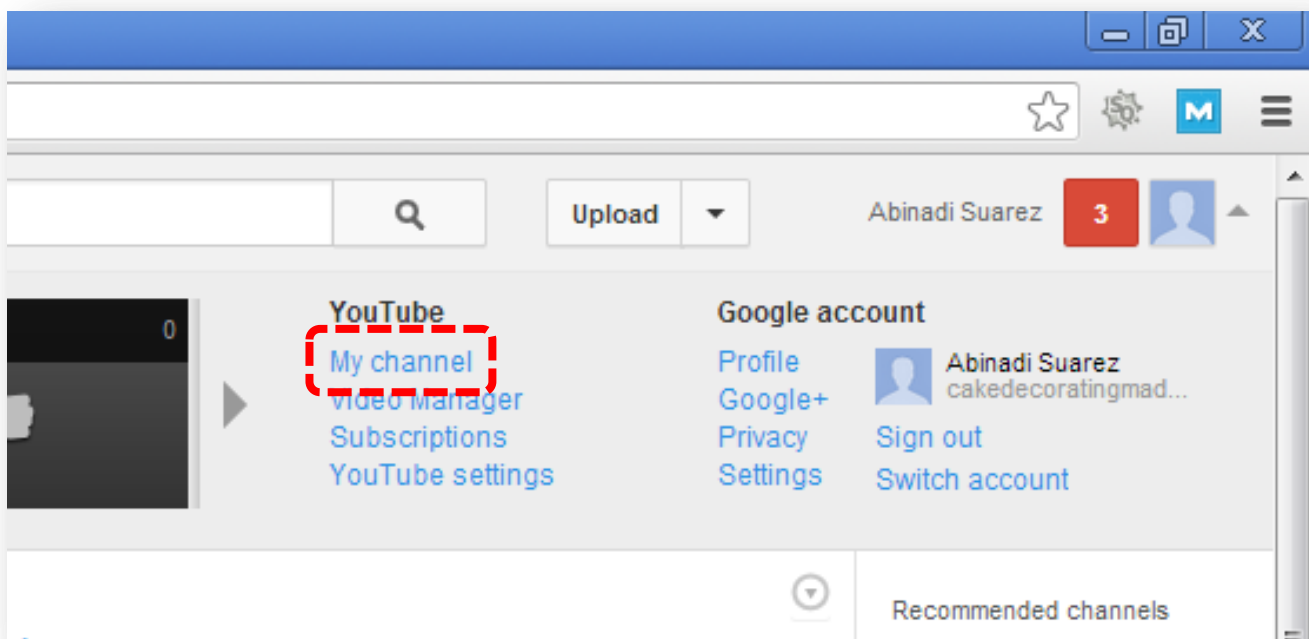 M
Upload
Abinadi Suarez
3
0
YouTube
My channel
Video Manager
Subscriptions
YouTube settings
Google account
Profile
Google+
Privacy
Settings
Abinadi Suarez
cakedecoratingmad...
Sign out
Switch account
Recommended channels